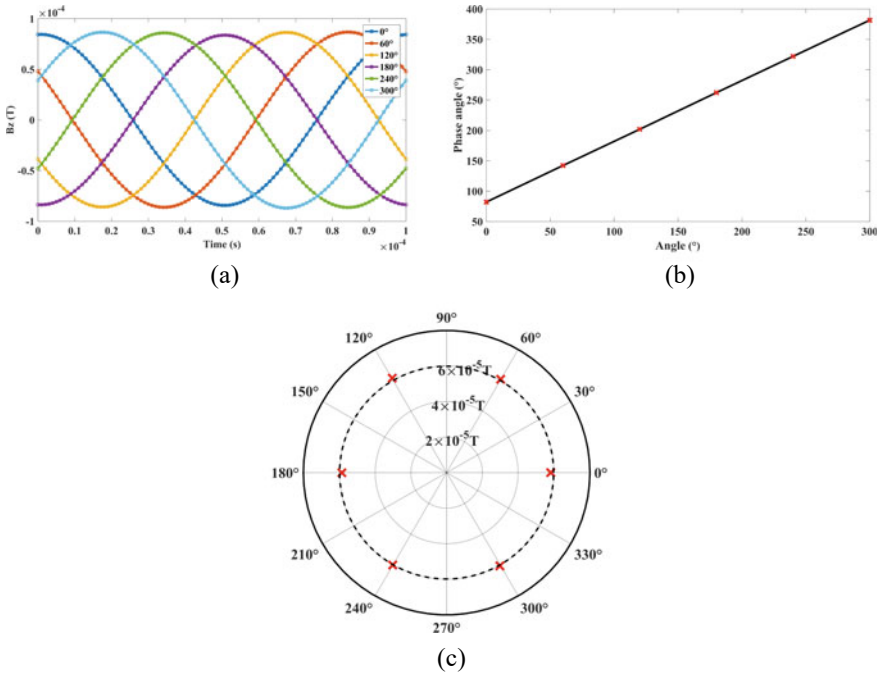 ×10⁻⁴
1
0.5
0
-0.5
-1
Bz (T)
0 0.1 0.2 0.3 0.4 0.5 0.6 0.7 0.8 0.9 1
Time (s)
×10⁻⁴
0°
60°
120°
180°
240°
300°
(a)
400
350
300
250
200
150
100
50
Phase angle (°)
0 50 100 150 200 250 300
Angle (°)
(b)
90°
120° 60°
150° 30°
180° 0°
210° 330°
240° 300°
270°
6×10⁻⁵T
4×10⁻⁵T
2×10⁻⁵T
(c)